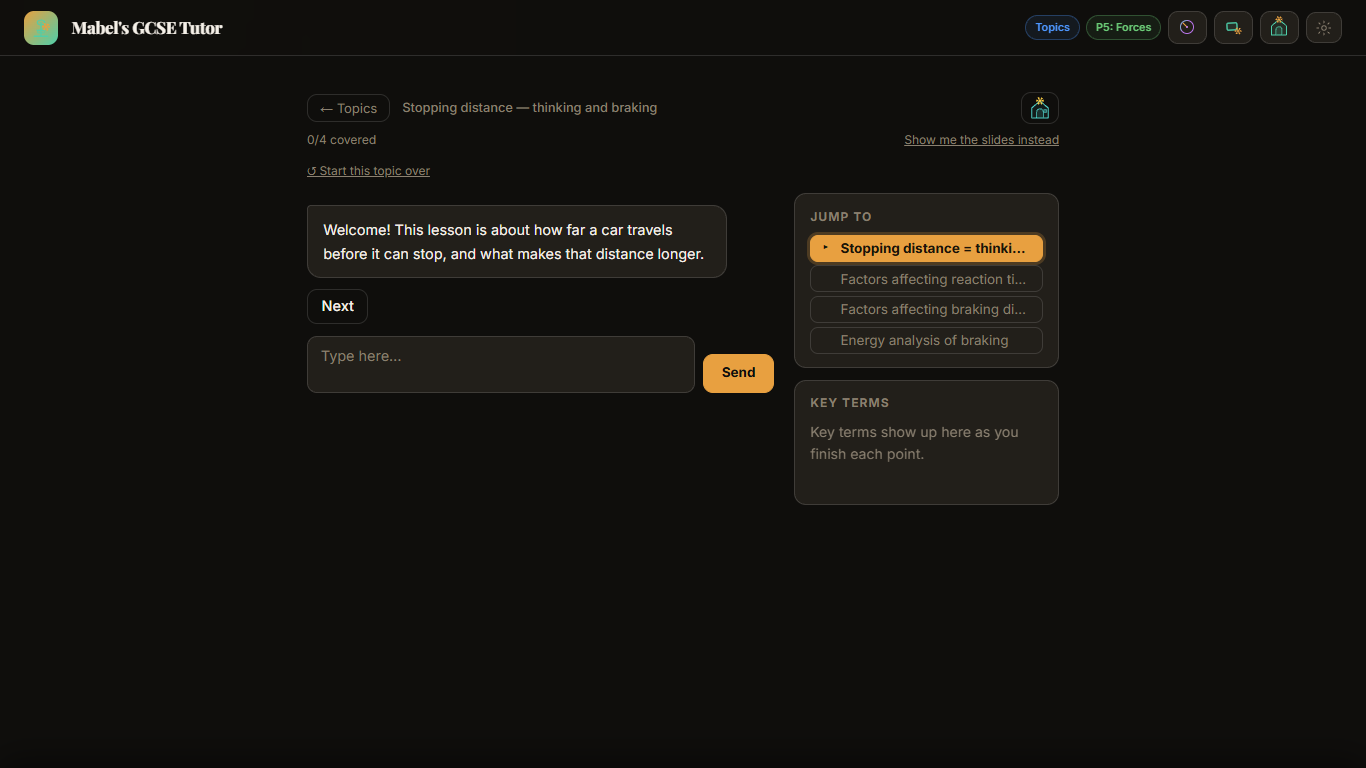 Mabel's GCSE Tutor
Topics
P5: Forces
← Topics
Stopping distance — thinking and braking
0/4 covered
Show me the slides instead
↺ Start this topic over
Welcome! This lesson is about how far a car travels
before it can stop, and what makes that distance longer.
Next
Type here...
Send
JUMP TO
Stopping distance = thinki...
Factors affecting reaction ti...
Factors affecting braking di...
Energy analysis of braking
KEY TERMS
Key terms show up here as you
finish each point.